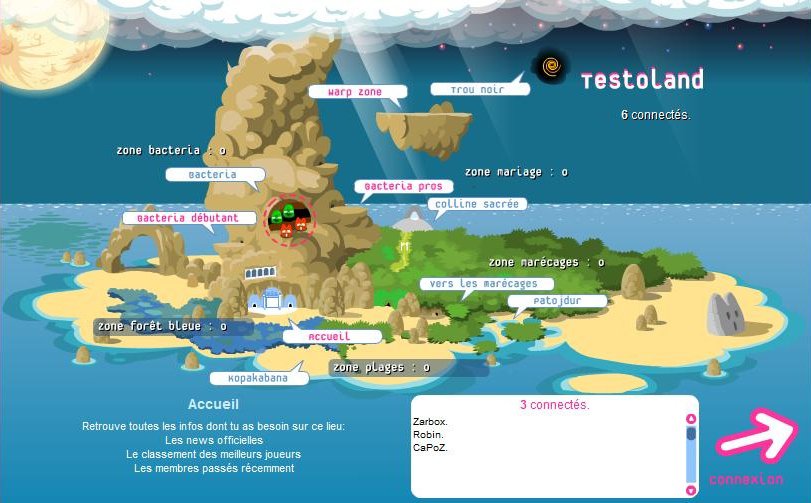 Testoland
6 connectés.
Warp zone
Trou noir
zone bacteria : 0
zone mariage : 0
Bacteria
Bacteria pros
colline sacrée
Bacteria débutant
zone marécages : 0
vers les marécages
Patojdur
zone forêt bleue : 0
Accueil
zone plages : 0
Kopakabana
Accueil
Retrouve toutes les infos dont tu as besoin sur ce lieu:
Les news officielles
Le classement des meilleurs joueurs
Les membres passés récemment
3 connectés.
Zarbox.
Robin.
CaPoZ.
connexion